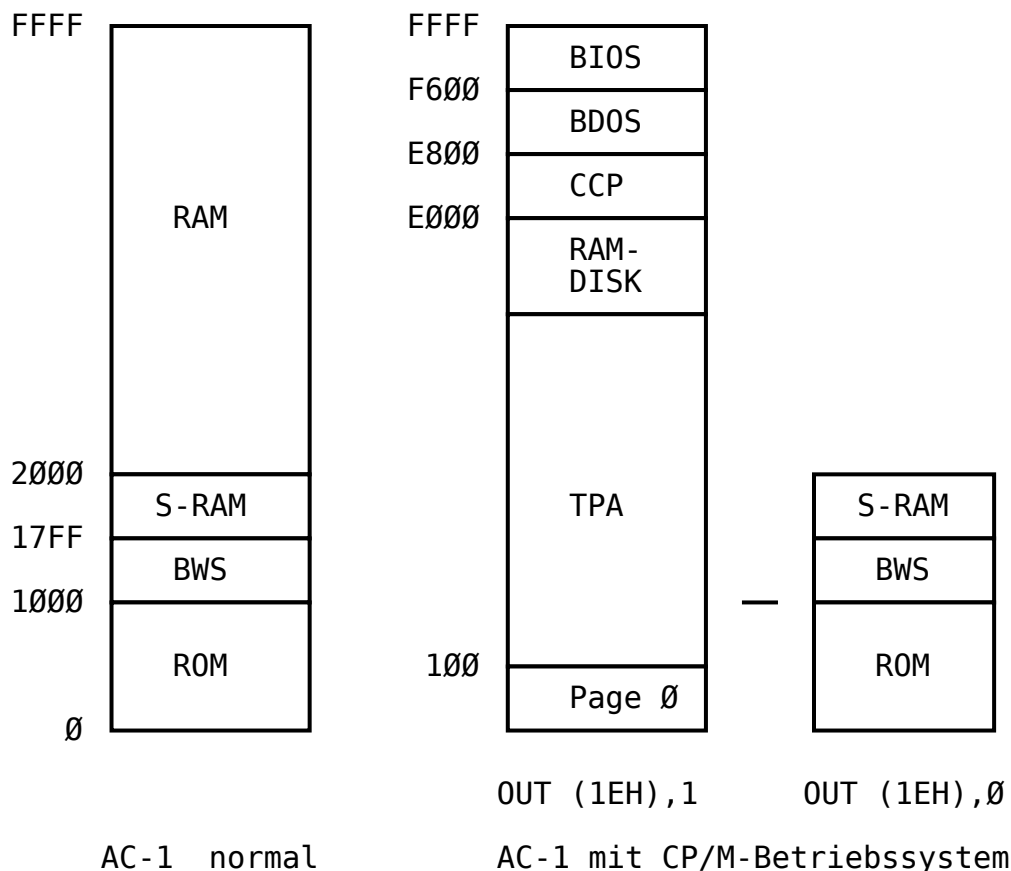 FFFF
RAM
2ØØØ
S-RAM
17FF
BWS
1ØØØ
ROM
Ø
AC-1 normal
FFFF
BIOS
F6ØØ
BDOS
E8ØØ
CCP
EØØØ
RAM-
DISK
TPA
1ØØ
Page Ø
OUT (1EH),1
S-RAM
BWS
ROM
OUT (1EH),Ø
AC-1 mit CP/M-Betriebssystem